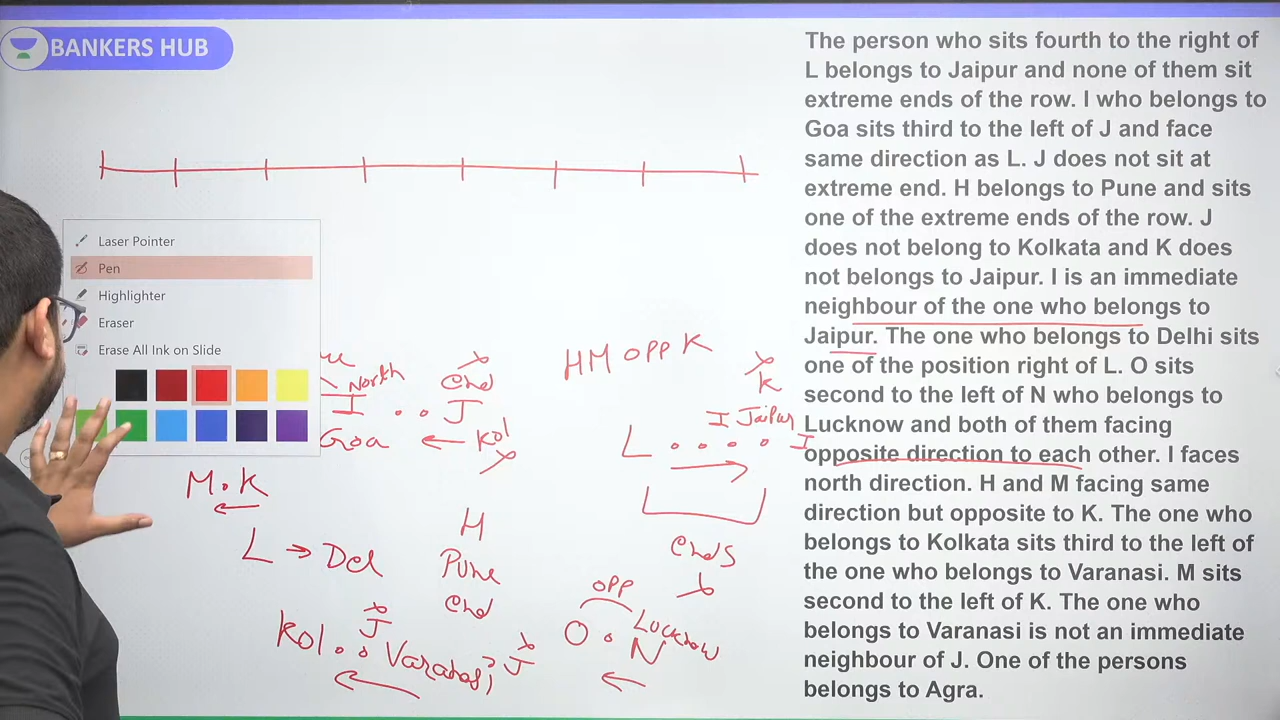 BANKERS HUB
The person who sits fourth to the right of
L belongs to Jaipur and none of them sit
extreme ends of the row. I who belongs to
Goa sits third to the left of J and face
same direction as L. J does not sit at
extreme end. H belongs to Pune and sits
one of the extreme ends of the row. J
does not belong to Kolkata and K does
not belongs to Jaipur. I is an immediate
neighbour of the one who belongs to
Jaipur. The one who belongs to Delhi sits
one of the position right of L. O sits
second to the left of N who belongs to
Lucknow and both of them facing
opposite direction to each other. I faces
north direction. H and M facing same
direction but opposite to K. The one who
belongs to Kolkata sits third to the left of
the one who belongs to Varanasi. M sits
second to the left of K. The one who
belongs to Varanasi is not an immediate
neighbour of J. One of the persons
belongs to Agra.
Laser Pointer
Pen
Highlighter
Eraser
Erase All Ink on Slide
North
I . . J
Goa
End
Kol
HM OPP K
K
I Jaipur
L . . . . I
Ends
M . K
L → Del
H
Pune
End
J
Kol . . Varanasi J
OPP
O . N
Lucknow